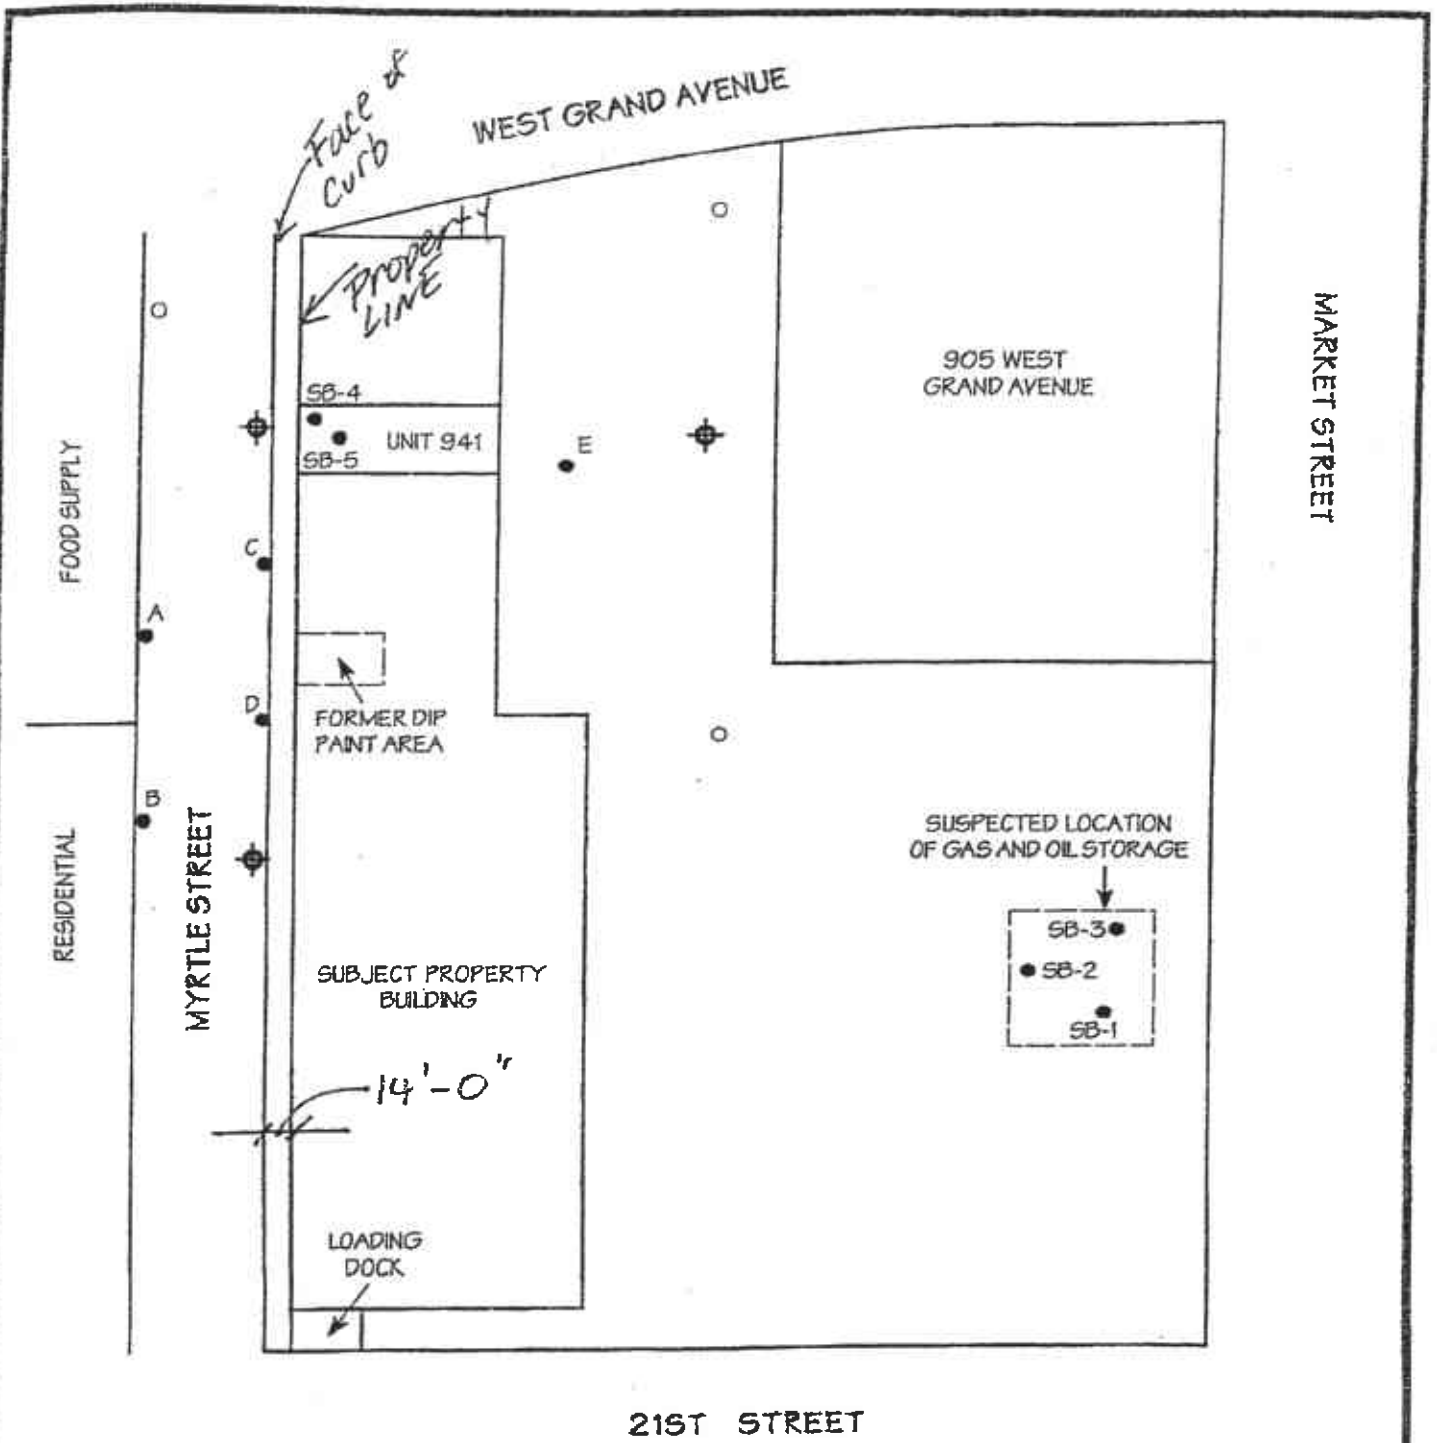 Face of
Curb
WEST GRAND AVENUE
Property
LINE
905 WEST
GRAND AVENUE
MARKET STREET
SB-4
UNIT 941
SB-5
E
FOOD SUPPLY
C
A
D
FORMER DIP
PAINT AREA
B
RESIDENTIAL
MYRTLE STREET
SUSPECTED LOCATION
OF GAS AND OIL STORAGE
SB-3
SB-2
SB-1
SUBJECT PROPERTY
BUILDING
14'-0"
LOADING
DOCK
21ST STREET